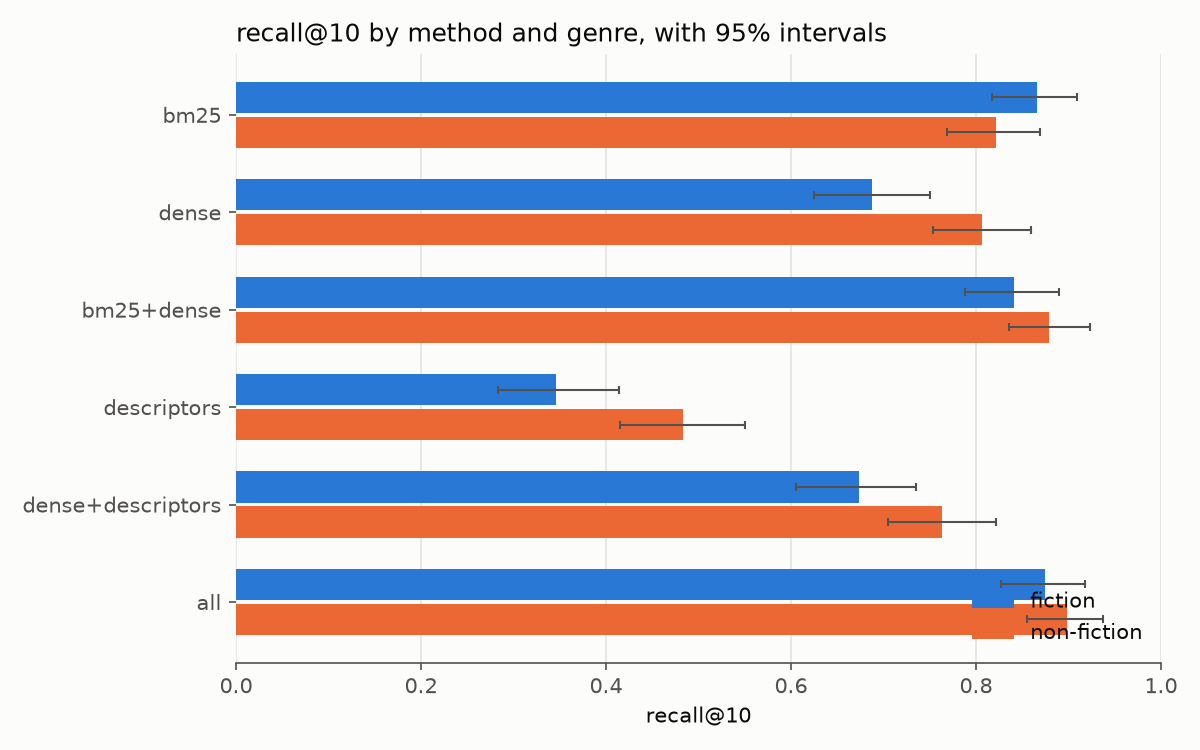 recall@10 by method and genre, with 95% intervals
bm25
dense
bm25+dense
descriptors
dense+descriptors
all
fiction
non-fiction
0.0 0.2 0.4 0.6 0.8 1.0
recall@10